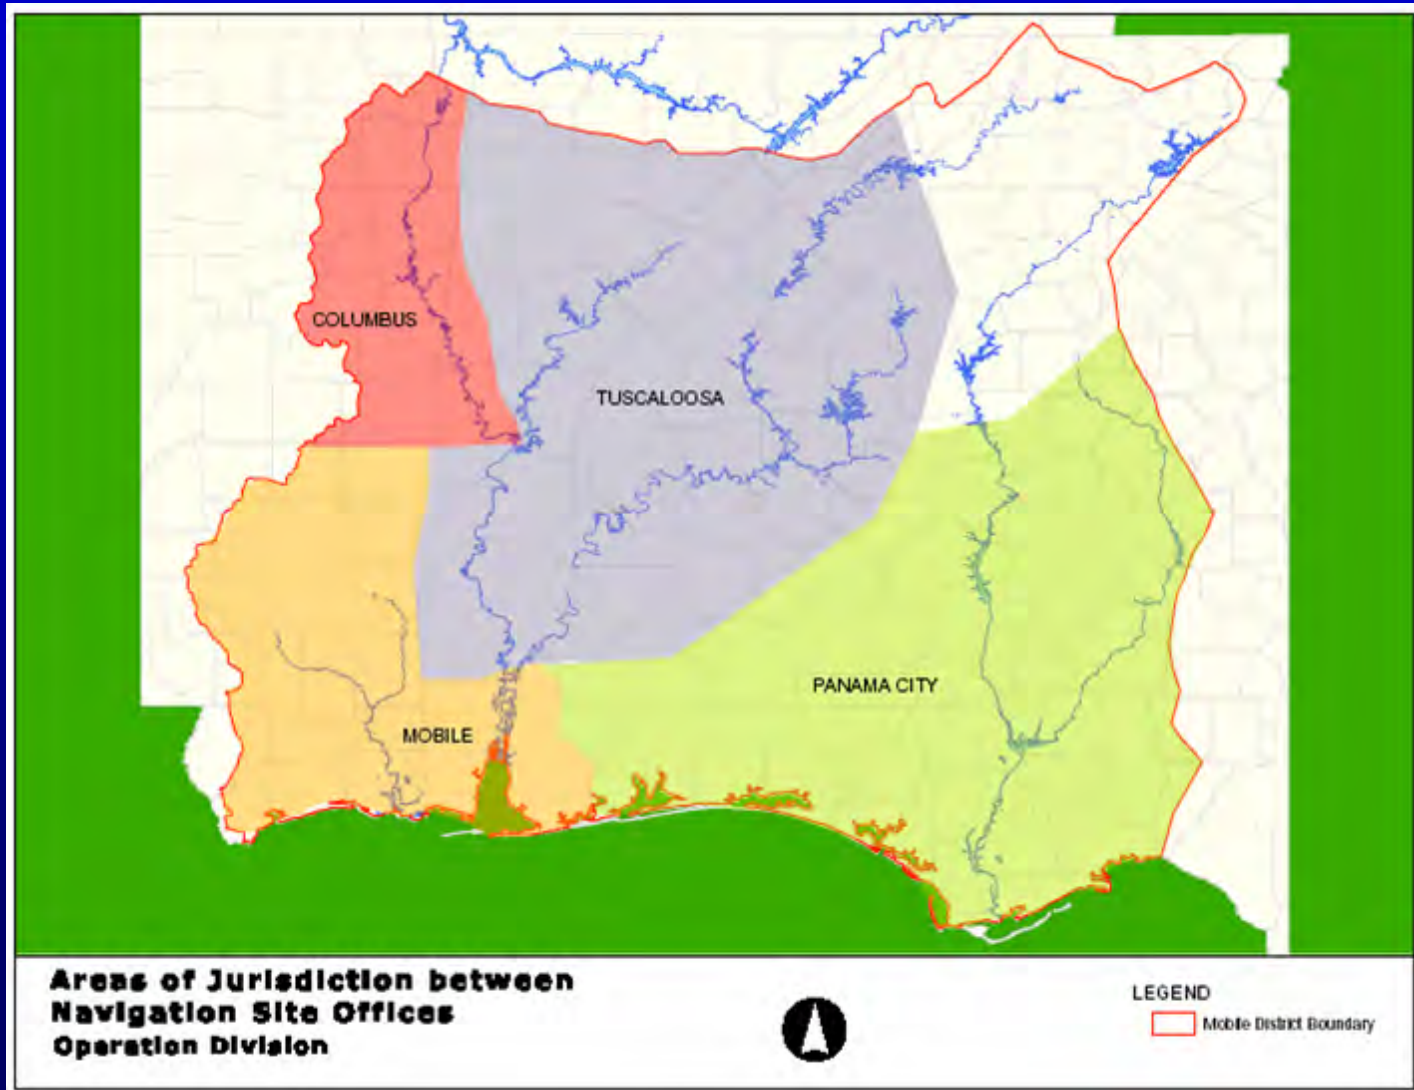 COLUMBUS
TUSCALOOSA
PANAMA CITY
MOBILE
Areas of Jurisdiction between
Navigation Site Offices
Operation Division
LEGEND
Mobile District Boundary